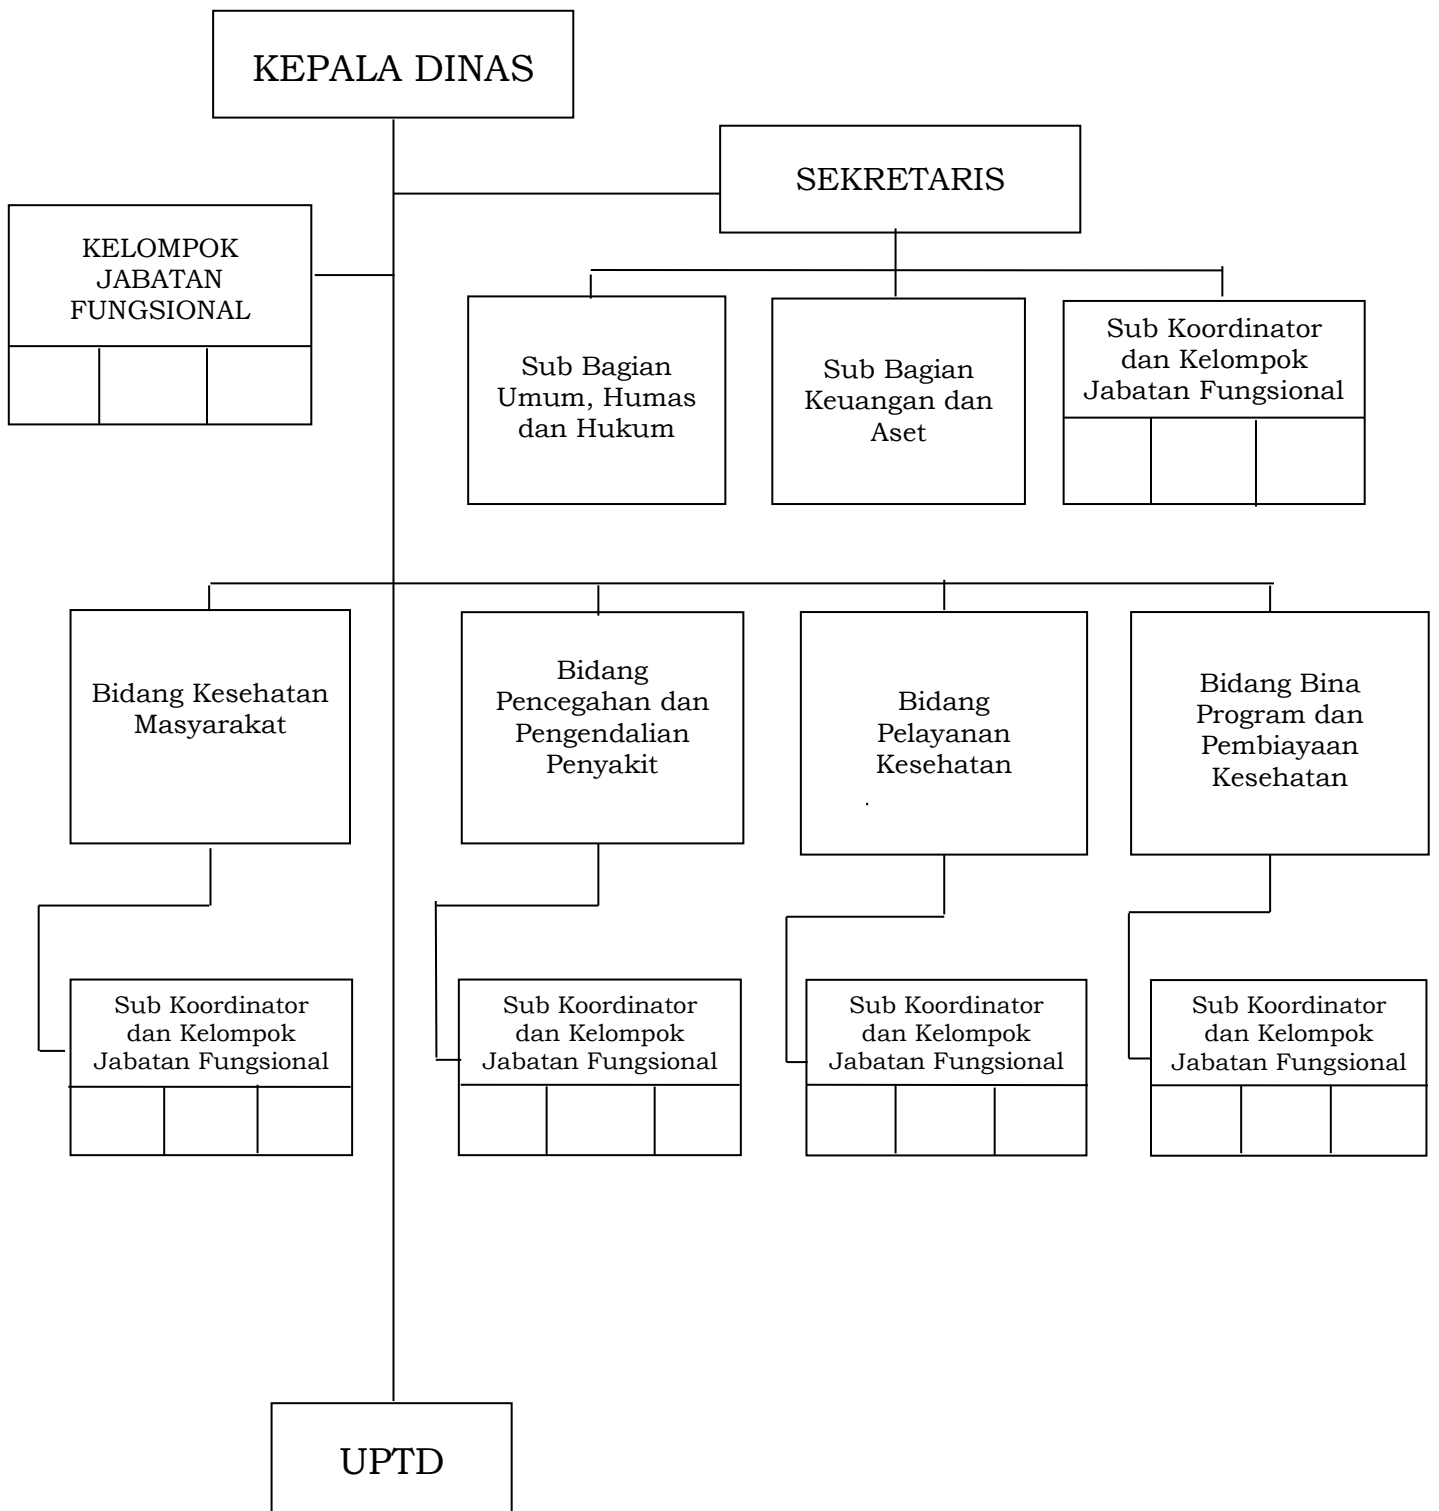 KEPALA DINAS
SEKRETARIS
KELOMPOK
JABATAN
FUNGSIONAL
Sub Bagian
Umum, Humas
dan Hukum
Sub Bagian
Keuangan dan
Aset
Sub Koordinator
dan Kelompok
Jabatan Fungsional
Bidang Kesehatan
Masyarakat
Bidang
Pencegahan dan
Pengendalian
Penyakit
Bidang
Pelayanan
Kesehatan
.
Bidang Bina
Program dan
Pembiayaan
Kesehatan
Sub Koordinator
dan Kelompok
Jabatan Fungsional
Sub Koordinator
dan Kelompok
Jabatan Fungsional
Sub Koordinator
dan Kelompok
Jabatan Fungsional
Sub Koordinator
dan Kelompok
Jabatan Fungsional
UPTD